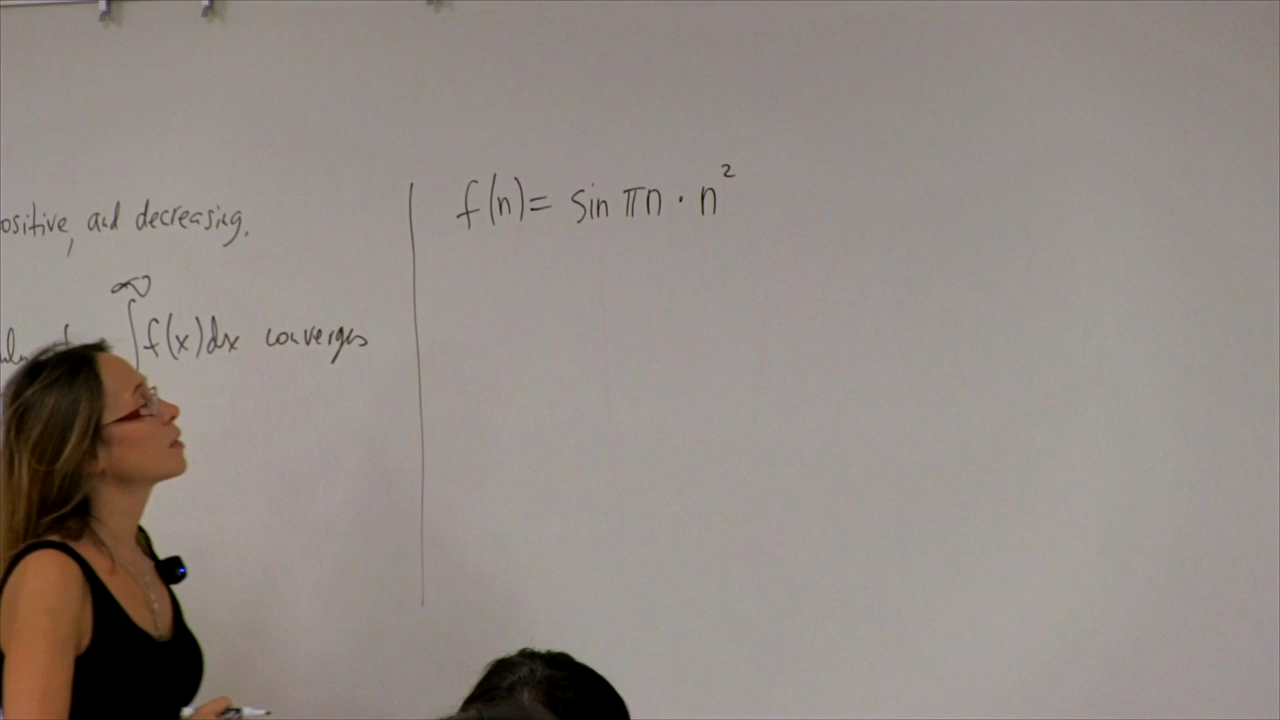 ositive, and decreasing.
∞
∫ f(x)dx converges
f(n) = sin πn · n²